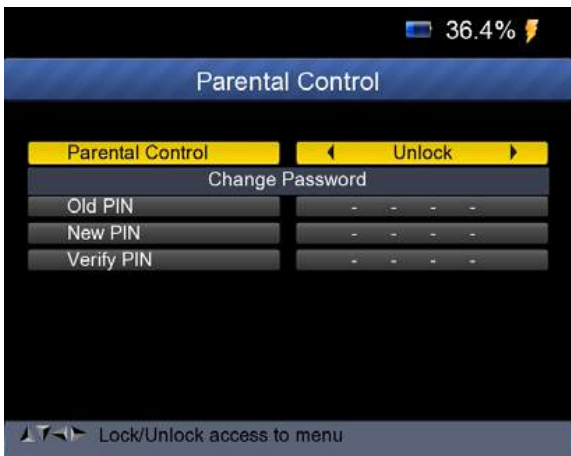 36.4%
Parental Control
Parental Control Unlock
Change Password
Old PIN - - - -
New PIN - - - -
Verify PIN - - - -
Lock/Unlock access to menu